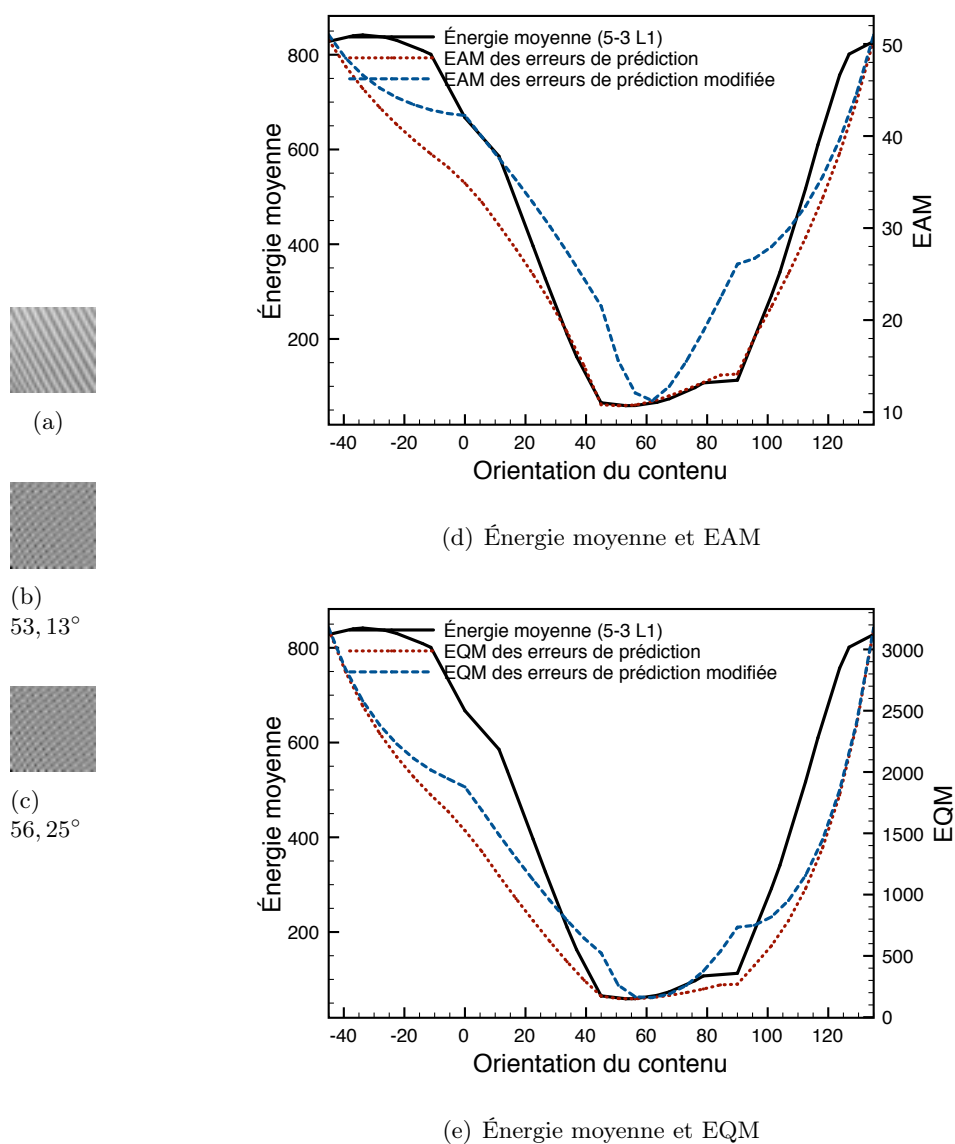 (a)
(b)
53, 13°
(c)
56, 25°
Énergie moyenne (5-3 L1)
EAM des erreurs de prédiction
EAM des erreurs de prédiction modifiée
800
600
400
200
Énergie moyenne
50
40
30
20
10
EAM
-40 -20 0 20 40 60 80 100 120
Orientation du contenu
(d) Énergie moyenne et EAM
Énergie moyenne (5-3 L1)
EQM des erreurs de prédiction
EQM des erreurs de prédiction modifiée
800
600
400
200
Énergie moyenne
3000
2500
2000
1500
1000
500
0
EQM
-40 -20 0 20 40 60 80 100 120
Orientation du contenu
(e) Énergie moyenne et EQM